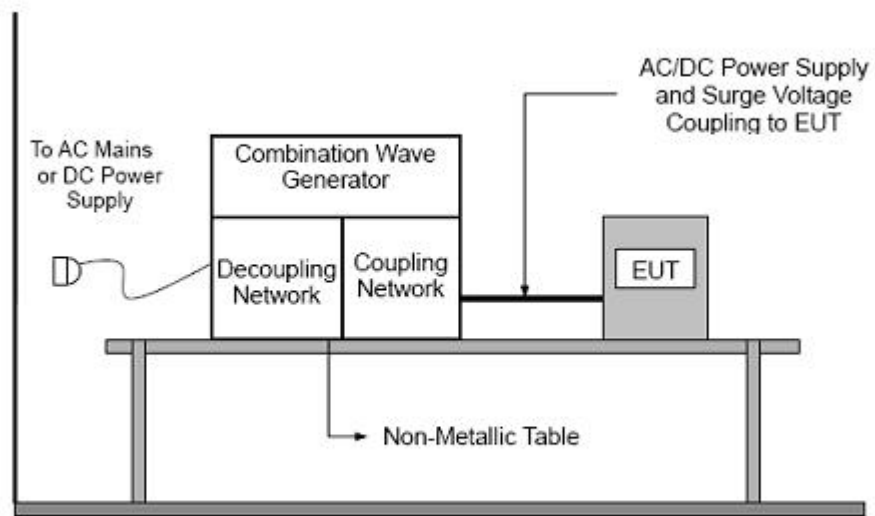 AC/DC Power Supply
and Surge Voltage
Coupling to EUT
To AC Mains
or DC Power
Supply
Combination Wave
Generator
Decoupling
Network
Coupling
Network
EUT
Non-Metallic Table